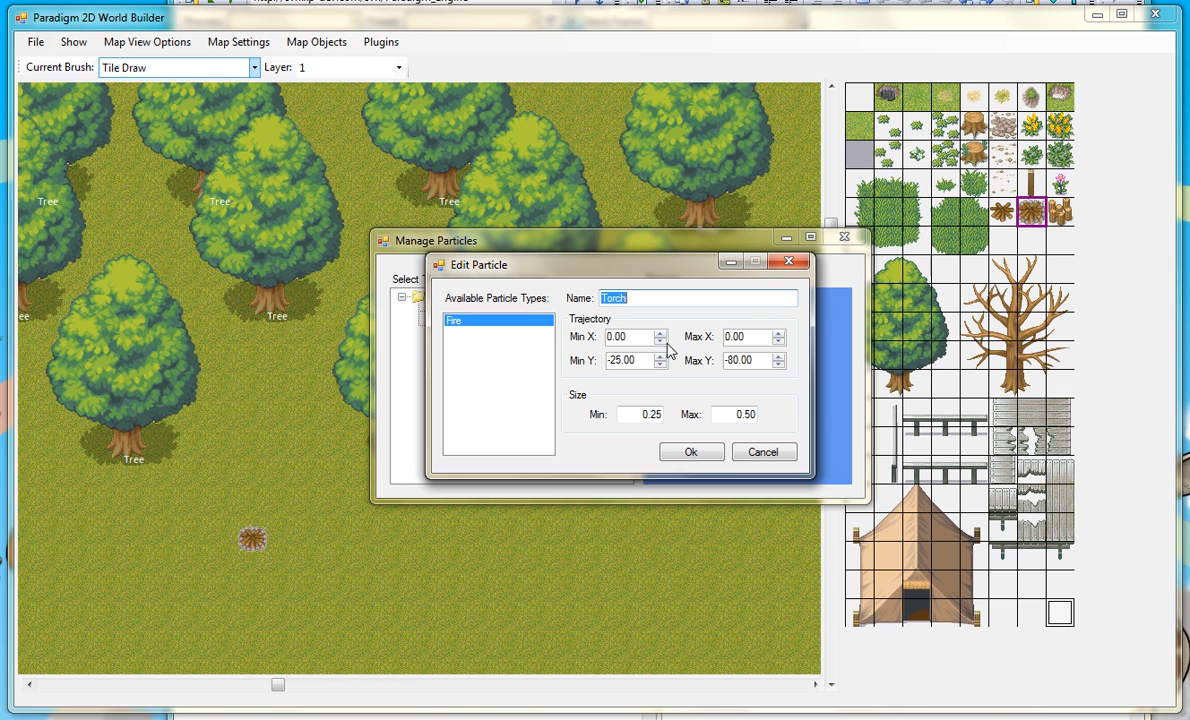 Paradigm 2D World Builder
File Show Map View Options Map Settings Map Objects Plugins
Current Brush: Tile Draw Layer: 1
Tree
Tree
Tree
ee
Tree
Tree
Manage Particles
Select
Edit Particle
Available Particle Types:
Fire
Name: Torch
Trajectory
Min X: 0.00 Max X: 0.00
Min Y: -25.00 Max Y: -80.00
Size
Min: 0.25 Max: 0.50
Ok Cancel